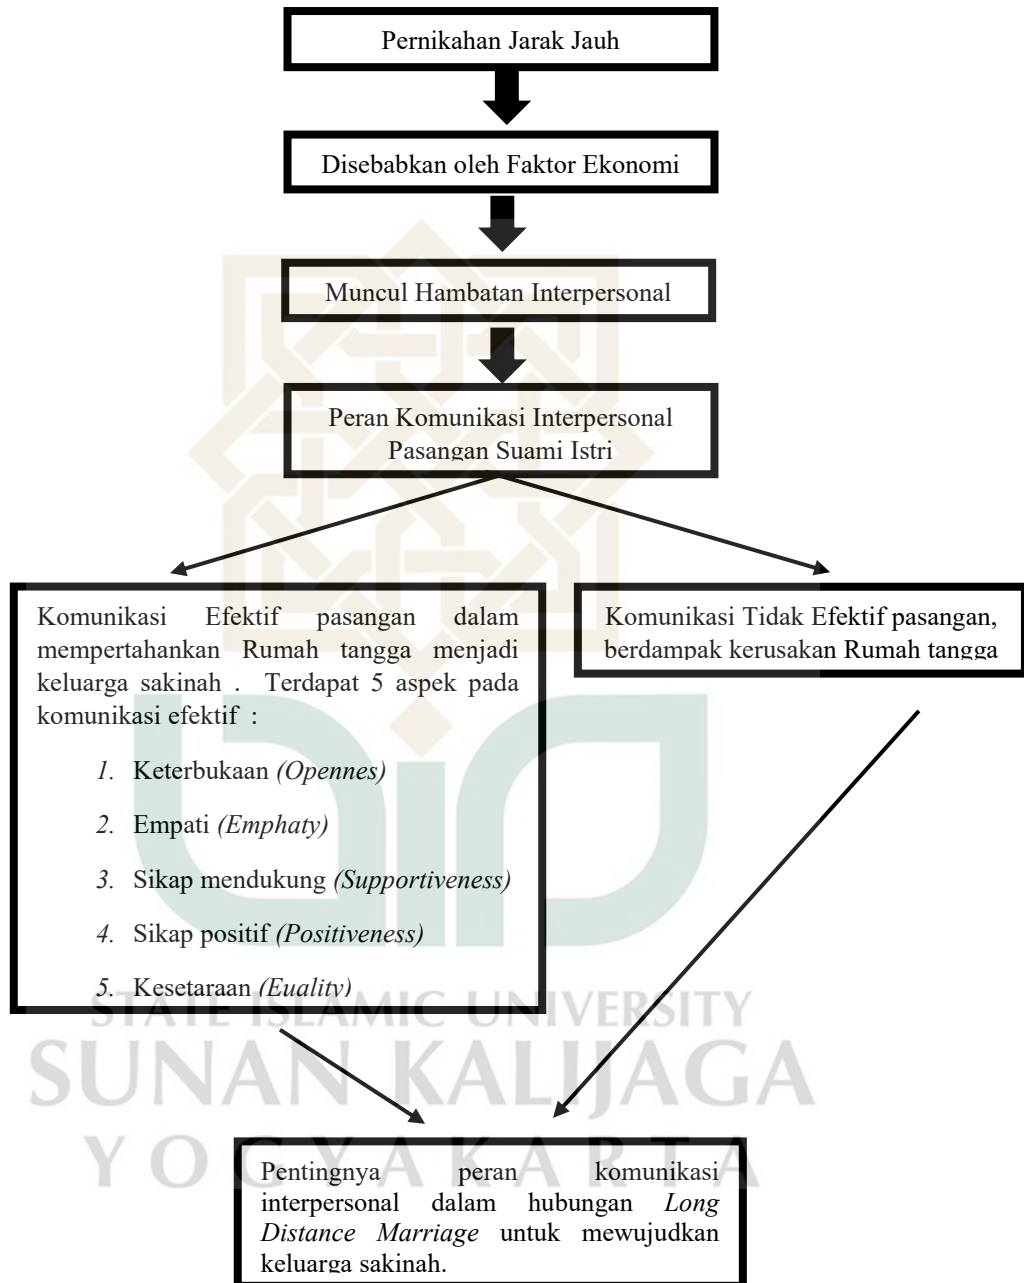 Pernikahan Jarak Jauh
Disebabkan oleh Faktor Ekonomi
Muncul Hambatan Interpersonal
Peran Komunikasi Interpersonal
Pasangan Suami Istri
Komunikasi Efektif pasangan dalam
mempertahankan Rumah tangga menjadi
keluarga sakinah . Terdapat 5 aspek pada
komunikasi efektif :
1. Keterbukaan (Opennes)
2. Empati (Emphaty)
3. Sikap mendukung (Supportiveness)
4. Sikap positif (Positiveness)
5. Kesetaraan (Euality)
Komunikasi Tidak Efektif pasangan,
berdampak kerusakan Rumah tangga
STATE ISLAMIC UNIVERSITY
SUNAN KALIJAGA
YOGYAKARTA
Pentingnya peran komunikasi
interpersonal dalam hubungan Long
Distance Marriage untuk mewujudkan
keluarga sakinah.